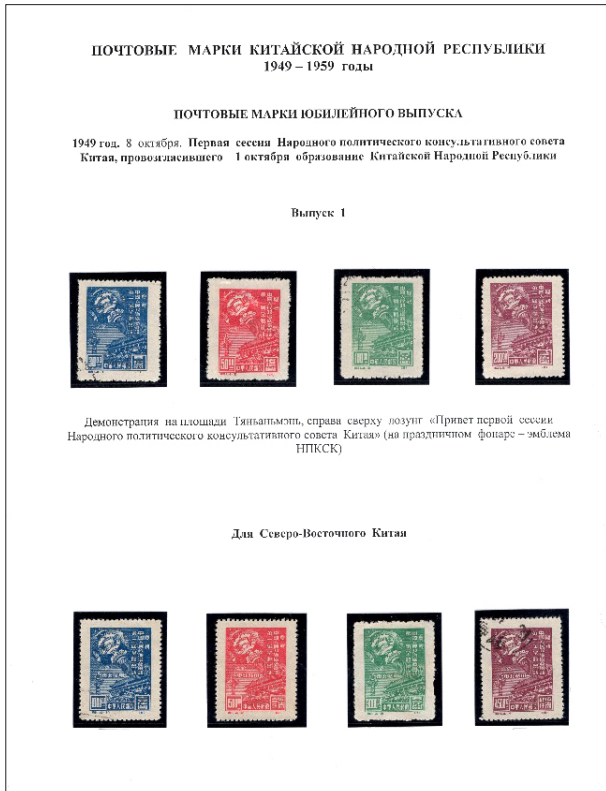 ПОЧТОВЫЕ МАРКИ КИТАЙСКОЙ НАРОДНОЙ РЕСПУБЛИКИ
1949 – 1959 годы
ПОЧТОВЫЕ МАРКИ ЮБИЛЕЙНОГО ВЫПУСКА
1949 год. 8 октября. Первая сессия Народного политического консультативного совета
Китая, провозгласившего 1 октября образование Китайской Народной Республики
Выпуск 1
Демонстрация на площади Тяньаньмэнь, справа сверху лозунг «Привет первой сессии
Народного политического консультативного совета Китая» (на праздничном фонаре – эмблема
НПКСК)
Для Северо-Восточного Китая